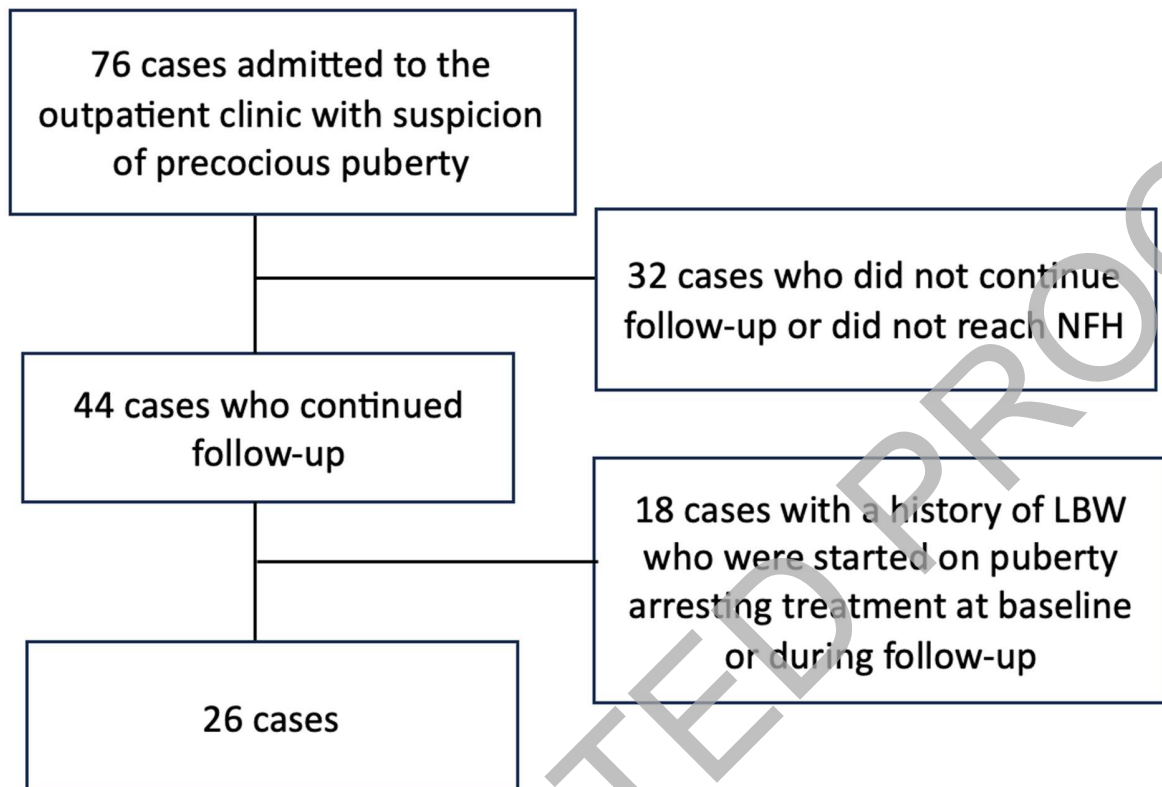 76 cases admitted to the
outpatient clinic with suspicion
of precocious puberty
32 cases who did not continue
follow-up or did not reach NFH
44 cases who continued
follow-up
18 cases with a history of LBW
who were started on puberty
arresting treatment at baseline
or during follow-up
26 cases